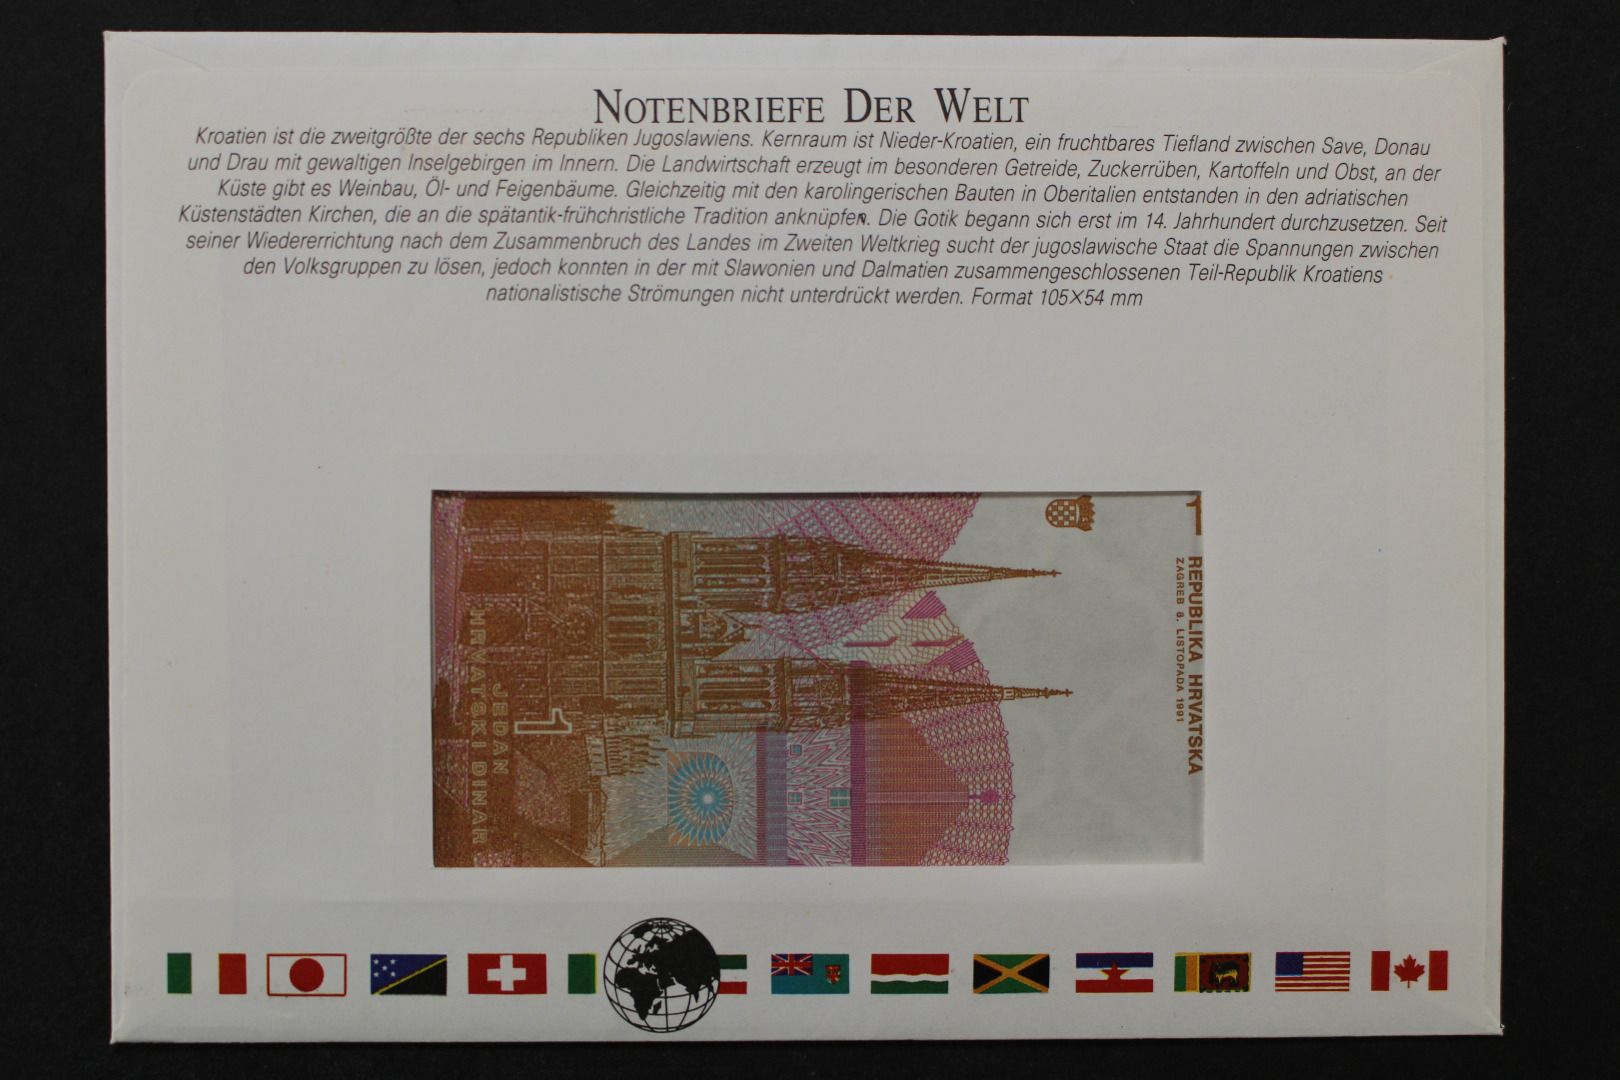 NOTENBRIEFE DER WELT
Kroatien ist die zweitgrößte der sechs Republiken Jugoslawiens. Kernraum ist Nieder-Kroatien, ein fruchtbares Tiefland zwischen Save, Donau
und Drau mit gewaltigen Inselgebirgen im Innern. Die Landwirtschaft erzeugt im besonderen Getreide, Zuckerrüben, Kartoffeln und Obst, an der
Küste gibt es Weinbau, Öl- und Feigenbäume. Gleichzeitig mit den karolingerischen Bauten in Oberitalien entstanden in den adriatischen
Küstenstädten Kirchen, die an die spätantik-frühchristliche Tradition anknüpfen. Die Gotik begann sich erst im 14. Jahrhundert durchzusetzen. Seit
seiner Wiedererrichtung nach dem Zusammenbruch des Landes im Zweiten Weltkrieg sucht der jugoslawische Staat die Spannungen zwischen
den Volksgruppen zu lösen, jedoch konnten in der mit Slawonien und Dalmatien zusammengeschlossenen Teil-Republik Kroatiens
nationalistische Strömungen nicht unterdrückt werden. Format 105×54 mm
1
REPUBLIKA HRVATSKA
ZAGREB 8. LISTOPADA 1991
1
JEDAN
HRVATSKI DINAR